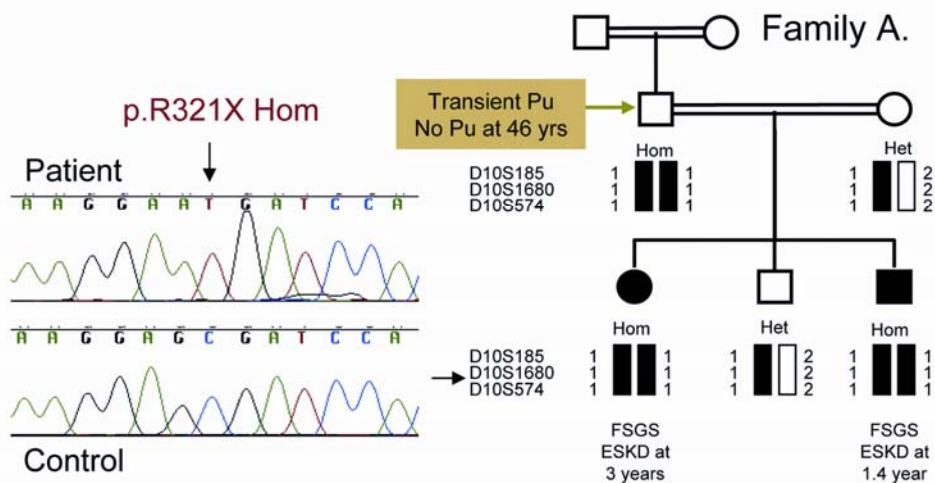 Family A.
Transient Pu
No Pu at 46 yrs
p.R321X Hom
Patient
A A G G A A T G A T C C A
Hom
Het
D10S185 1 1 1 2
D10S1680 1 1 1 2
D10S574 1 1 1 2
A A G G A G C G A T C C A
Control
Hom
Het
Hom
D10S185 1 1 1 2 1 1
D10S1680 1 1 1 2 1 1
D10S574 1 1 1 2 1 1
FSGS
ESKD at
3 years
FSGS
ESKD at
1.4 year